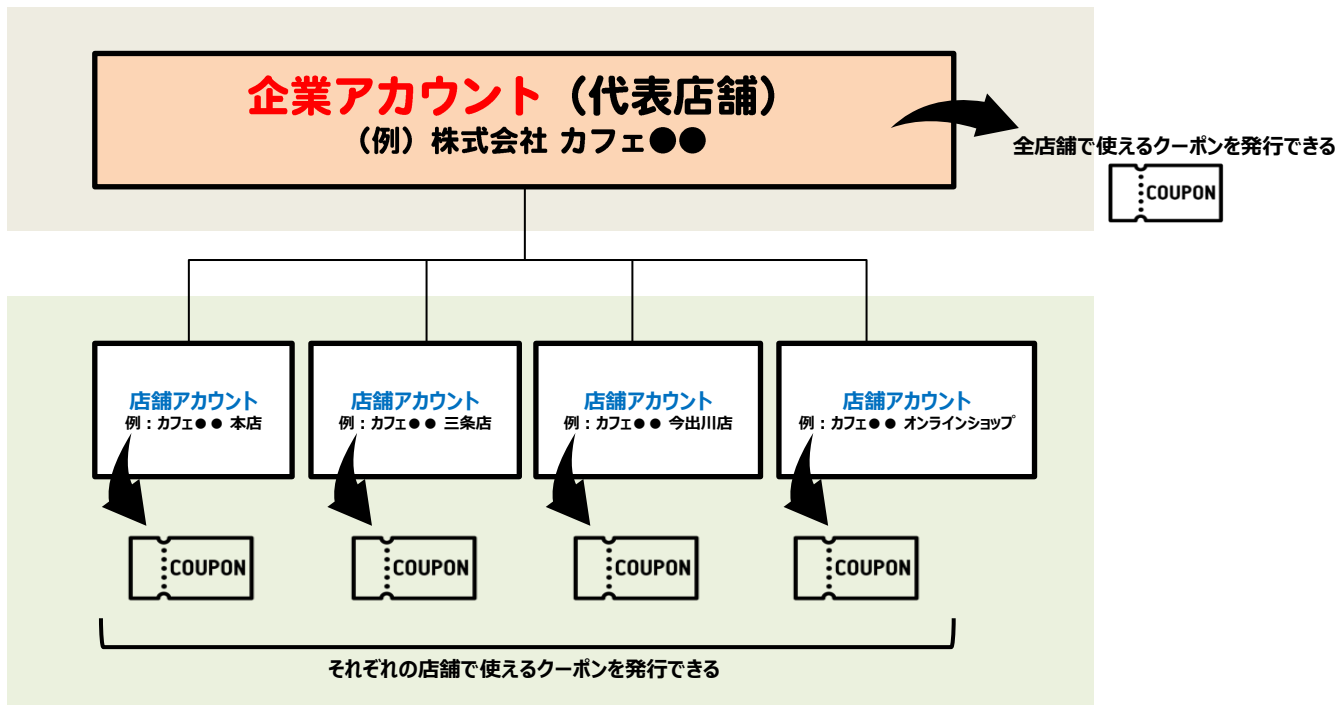 企業アカウント（代表店舗）
（例）株式会社 カフェ●●
全店舗で使えるクーポンを発行できる
COUPON
店舗アカウント
例：カフェ●● 本店
店舗アカウント
例：カフェ●● 三条店
店舗アカウント
例：カフェ●● 今出川店
店舗アカウント
例：カフェ●● オンラインショップ
COUPON
COUPON
COUPON
COUPON
それぞれの店舗で使えるクーポンを発行できる